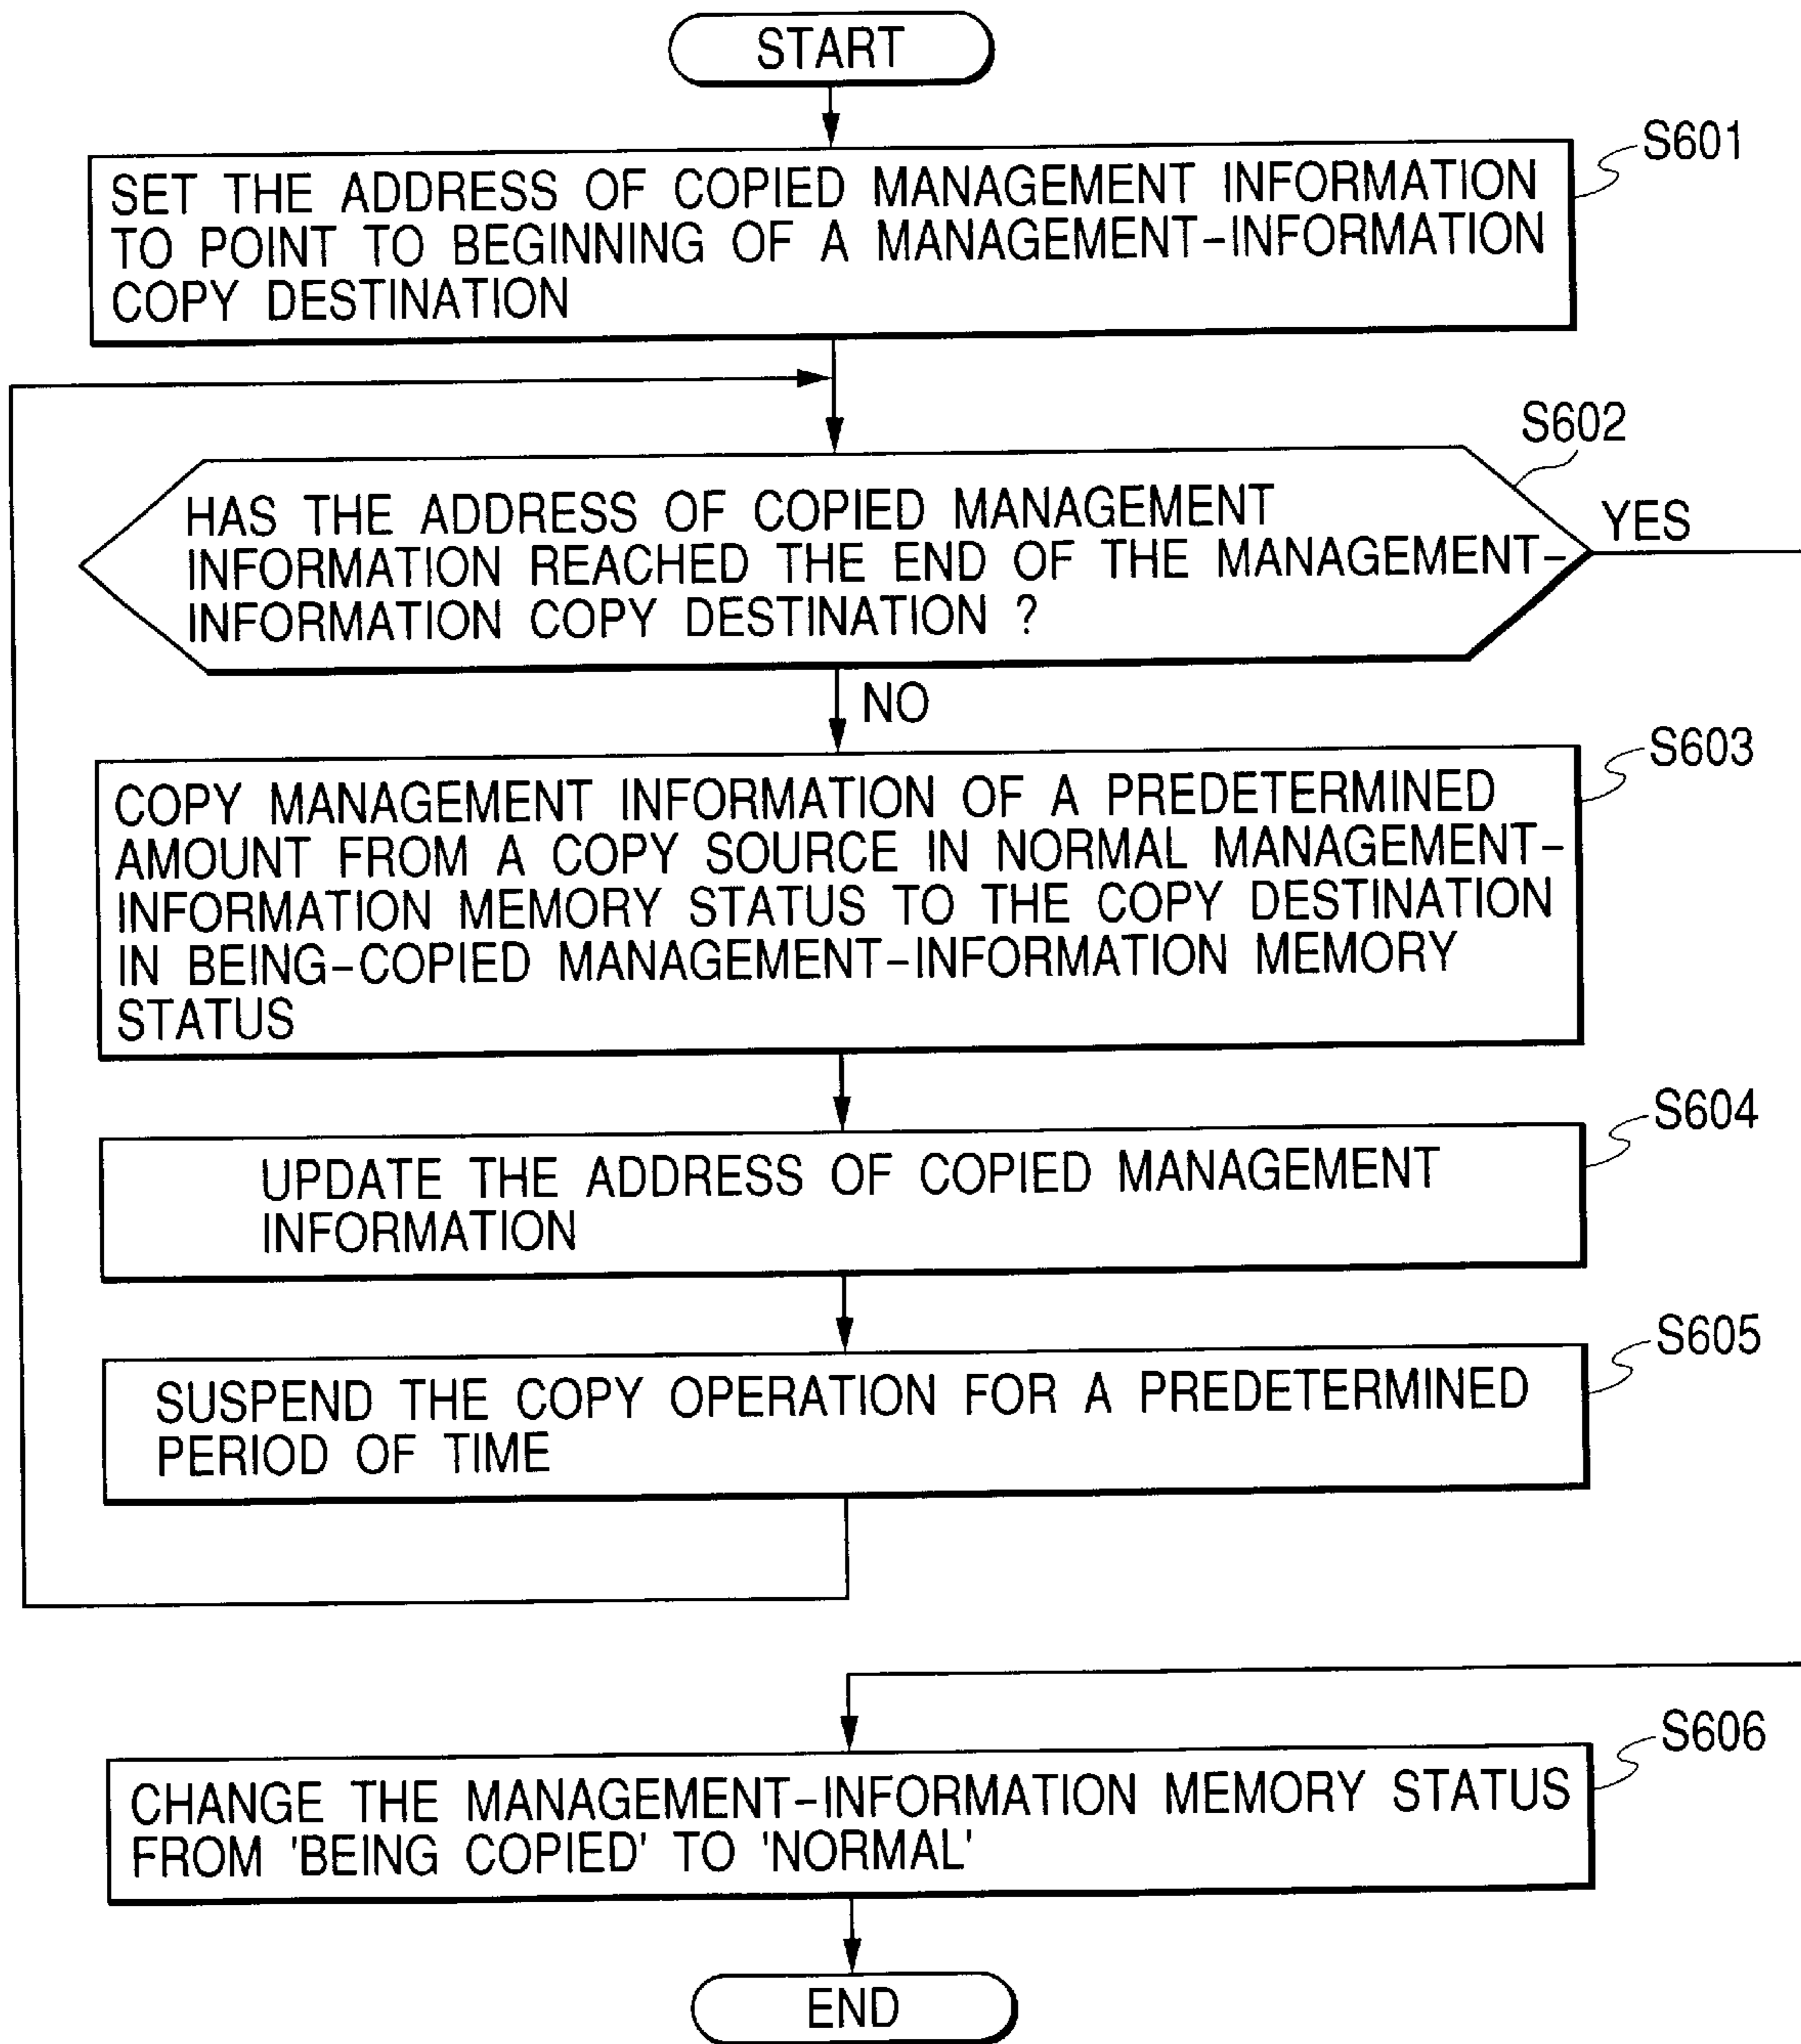 START
S601
SET THE ADDRESS OF COPIED MANAGEMENT INFORMATION
TO POINT TO BEGINNING OF A MANAGEMENT-INFORMATION
COPY DESTINATION
S602
HAS THE ADDRESS OF COPIED MANAGEMENT
INFORMATION REACHED THE END OF THE MANAGEMENT-
INFORMATION COPY DESTINATION ?
YES
NO
S603
COPY MANAGEMENT INFORMATION OF A PREDETERMINED
AMOUNT FROM A COPY SOURCE IN NORMAL MANAGEMENT-
INFORMATION MEMORY STATUS TO THE COPY DESTINATION
IN BEING-COPIED MANAGEMENT-INFORMATION MEMORY
STATUS
S604
UPDATE THE ADDRESS OF COPIED MANAGEMENT
INFORMATION
S605
SUSPEND THE COPY OPERATION FOR A PREDETERMINED
PERIOD OF TIME
S606
CHANGE THE MANAGEMENT-INFORMATION MEMORY STATUS
FROM 'BEING COPIED' TO 'NORMAL'
END